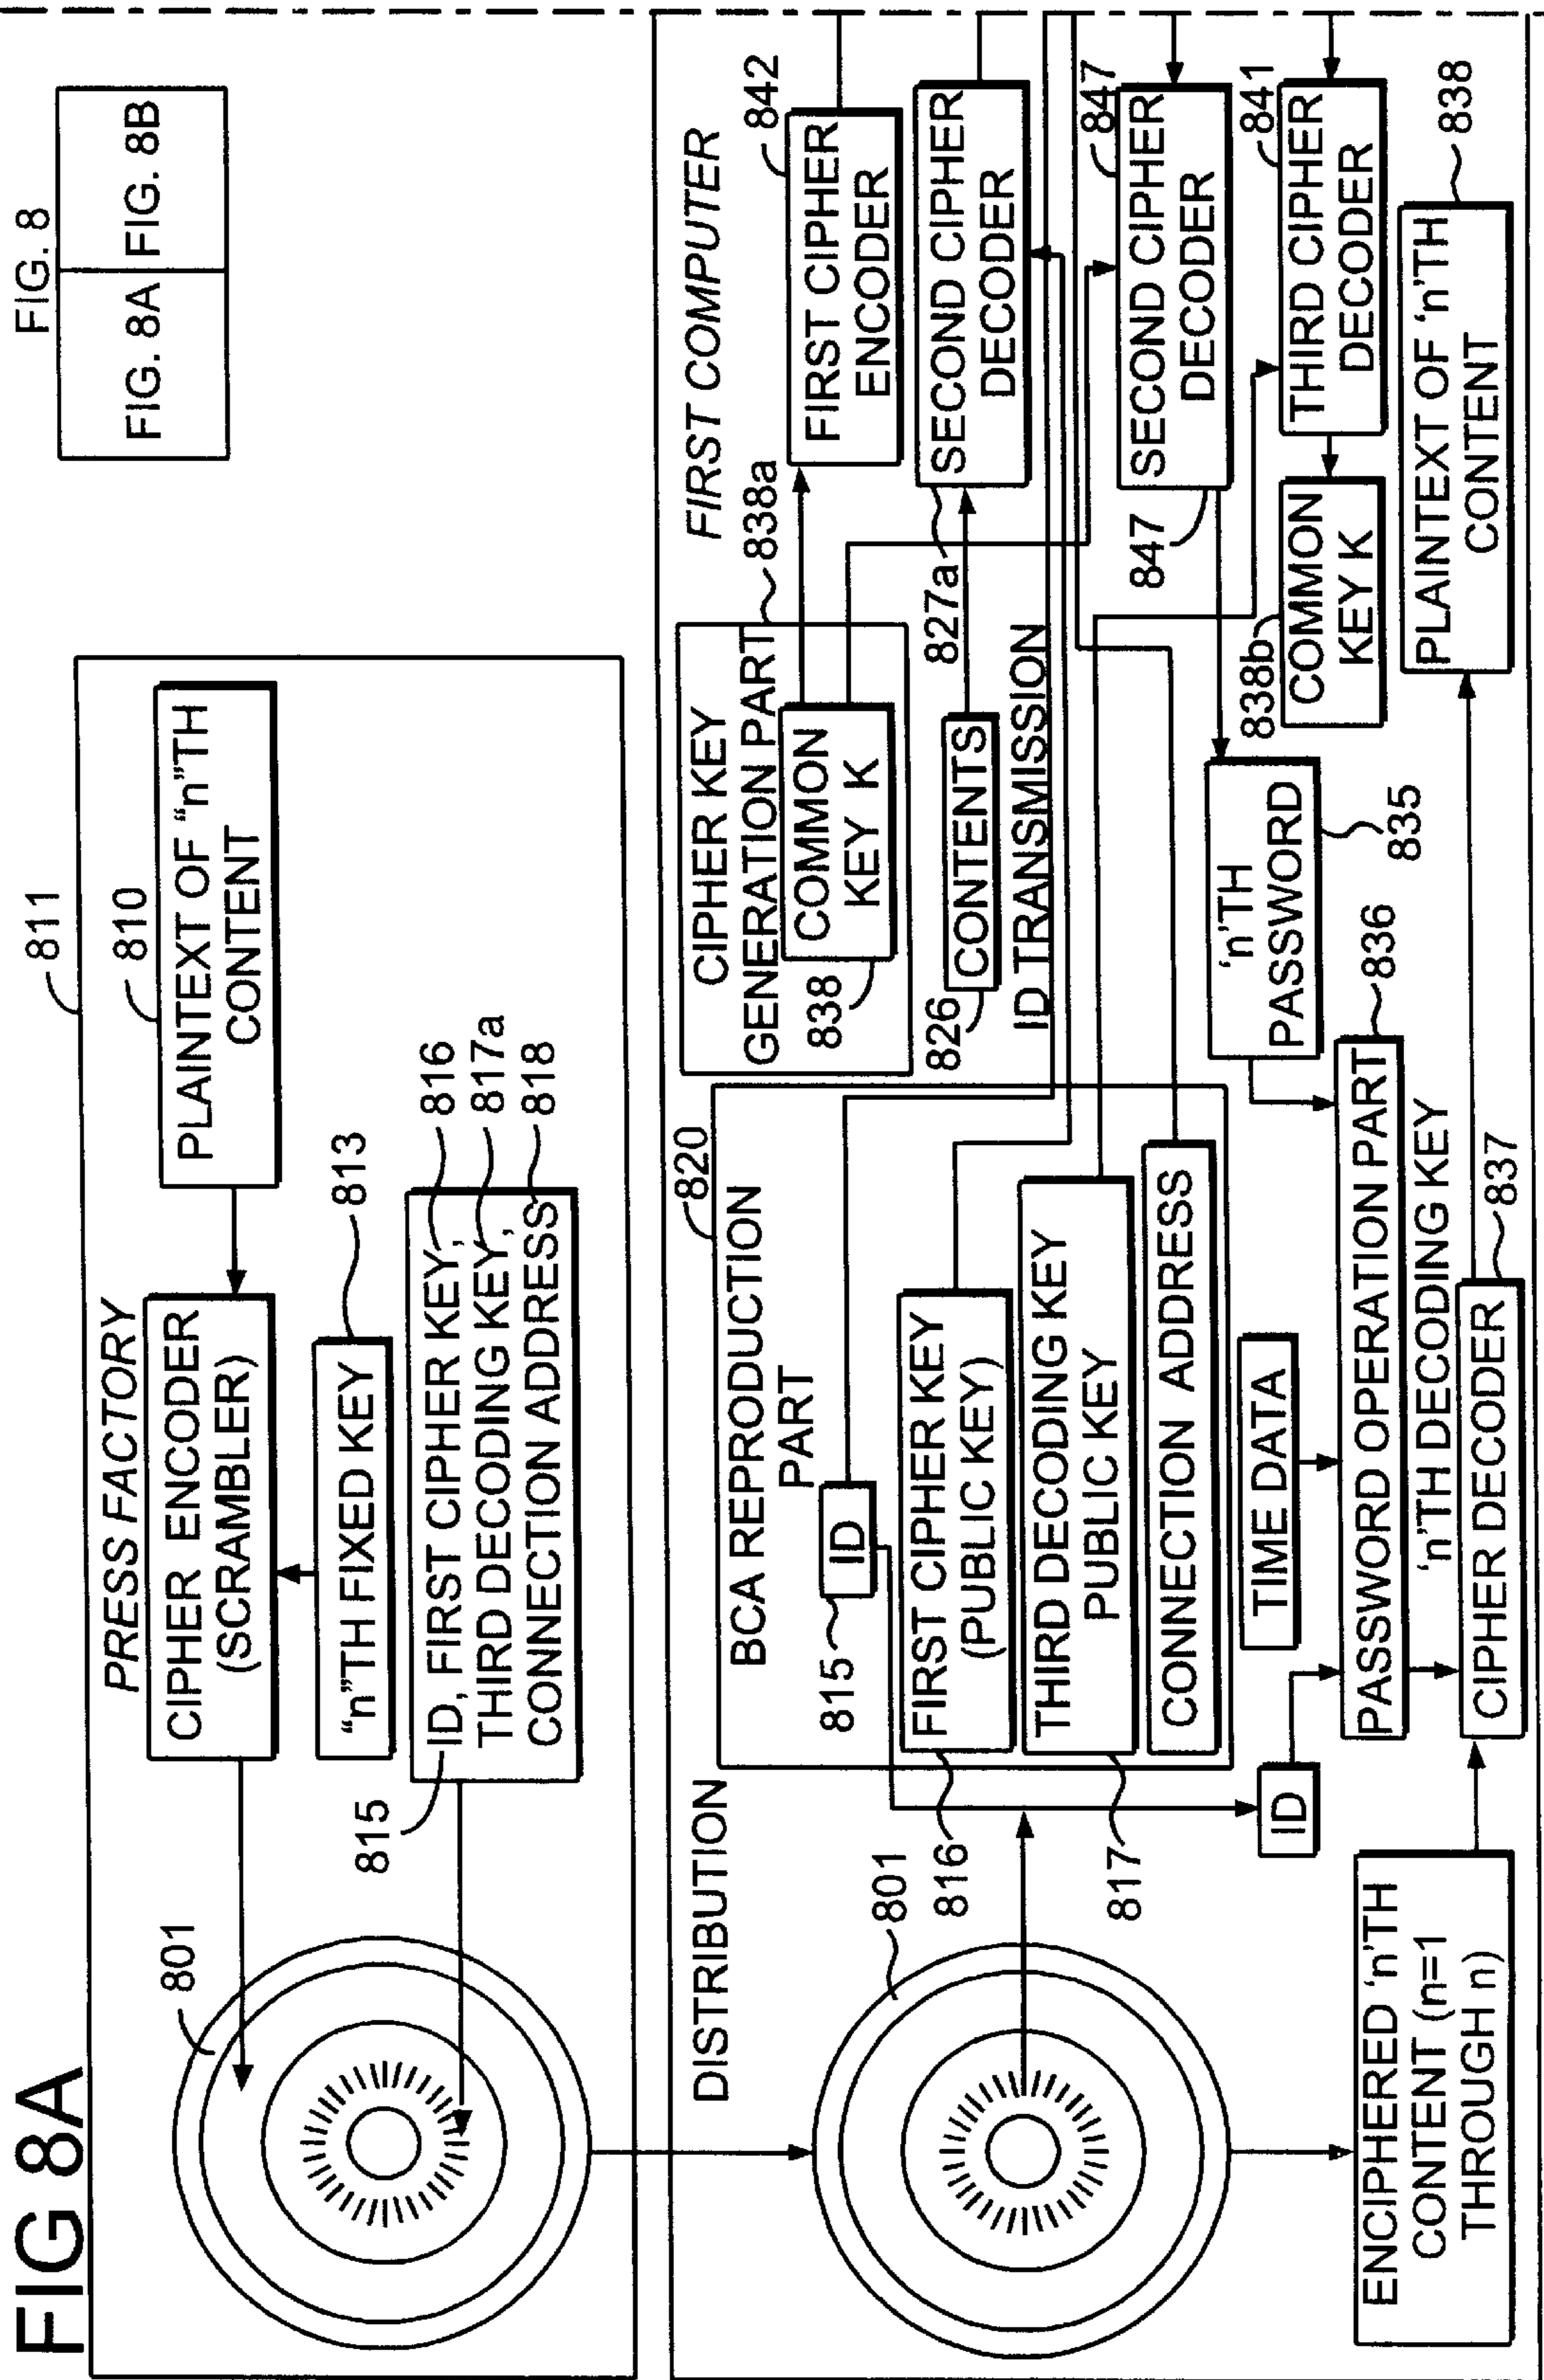 FIG 8A
FIG. 8
FIG. 8A
FIG. 8B
811
PRESS FACTORY
801
CIPHER ENCODER
(SCRAMBLER)
810
PLAINTEXT OF “n”TH
CONTENT
“n”TH FIXED KEY
813
815
ID, FIRST CIPHER KEY,
THIRD DECODING KEY,
CONNECTION ADDRESS
816
817a
818
DISTRIBUTION
801
820
BCA REPRODUCTION
PART
815
ID
FIRST CIPHER KEY
(PUBLIC KEY)
816
THIRD DECODING KEY
PUBLIC KEY
817
CONNECTION ADDRESS
FIRST COMPUTER
CIPHER KEY
GENERATION PART
838a
COMMON
KEY K
838
826
CONTENTS
ID TRANSMISSION
842
FIRST CIPHER
ENCODER
827a
SECOND CIPHER
DECODER
847
SECOND CIPHER
DECODER
847
841
THIRD CIPHER
DECODER
838b
COMMON
KEY K
838
PLAINTEXT OF ‘n’TH
CONTENT
‘n’TH
PASSWORD
835
ID
TIME DATA
PASSWORD OPERATION PART
836
‘n’TH DECODING KEY
CIPHER DECODER
837
ENCIPHERED ‘n’TH
CONTENT (n=1
THROUGH n)